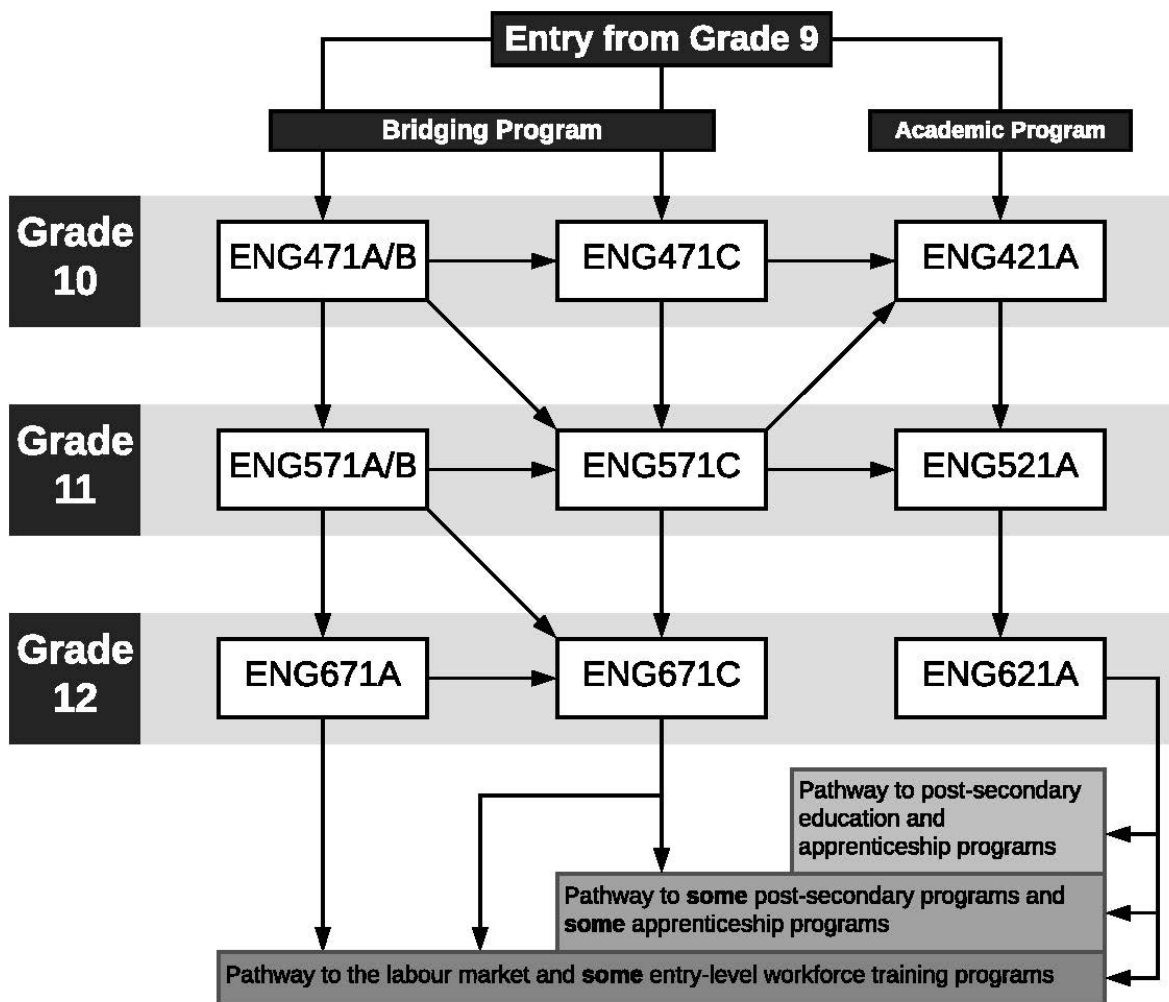 Entry from Grade 9
Bridging Program
Academic Program
Grade
10
ENG471A/B
ENG471C
ENG421A
Grade
11
ENG571A/B
ENG571C
ENG521A
Grade
12
ENG671A
ENG671C
ENG621A
Pathway to post-secondary
education and
apprenticeship programs
Pathway to some post-secondary programs and
some apprenticeship programs
Pathway to the labour market and some entry-level workforce training programs